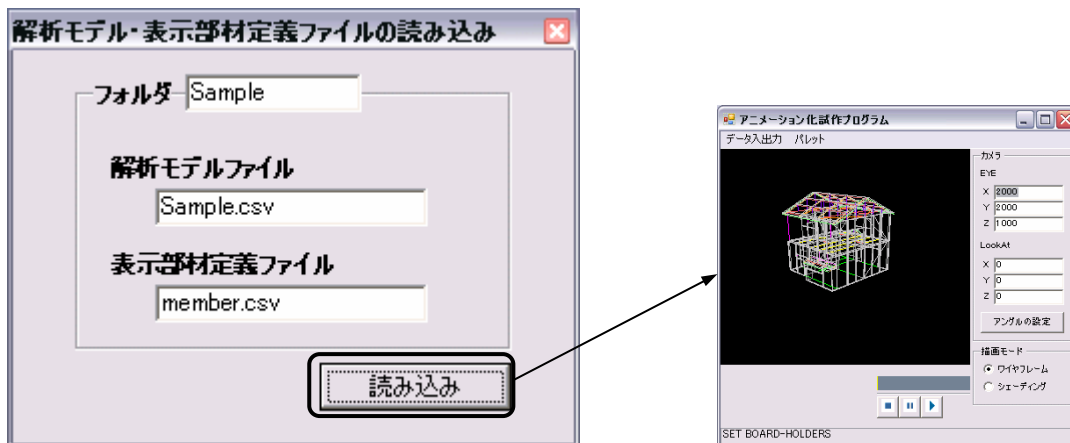 解析モデル・表示部材定義ファイルの読み込み
フォルダ Sample
解析モデルファイル
Sample.csv
表示部材定義ファイル
member.csv
読み込み
アニメーション化試作プログラム
データ入出力 パレット
カメラ
EYE
X 2000
Y 2000
Z 1000
LookAt
X 0
Y 0
Z 0
アングルの設定
描画モード
ワイヤフレーム
シェーディング
SET BOARD-HOLDERS